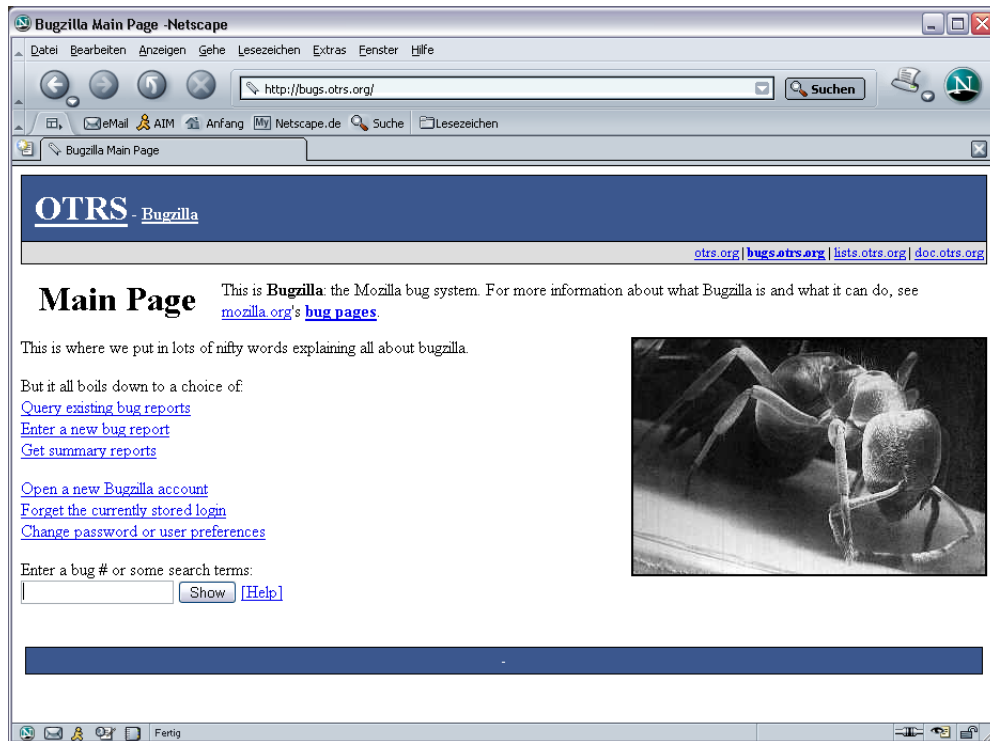 Bugzilla Main Page -Netscape
Datei Bearbeiten Anzeigen Gehe Lesezeichen Extras Fenster Hilfe
http://bugs.otrs.org/
Suchen
N
eMail AIM Anfang My Netscape.de Suche Lesezeichen
Bugzilla Main Page
OTRS - Bugzilla
otrs.org | bugs.otrs.org | lists.otrs.org | doc.otrs.org
Main Page
This is Bugzilla: the Mozilla bug system. For more information about what Bugzilla is and what it can do, see
mozilla.org's bug pages.
This is where we put in lots of nifty words explaining all about bugzilla.
But it all boils down to a choice of:
Query existing bug reports
Enter a new bug report
Get summary reports
Open a new Bugzilla account
Forget the currently stored login
Change password or user preferences
Enter a bug # or some search terms:
Show [Help]
-
Fertig